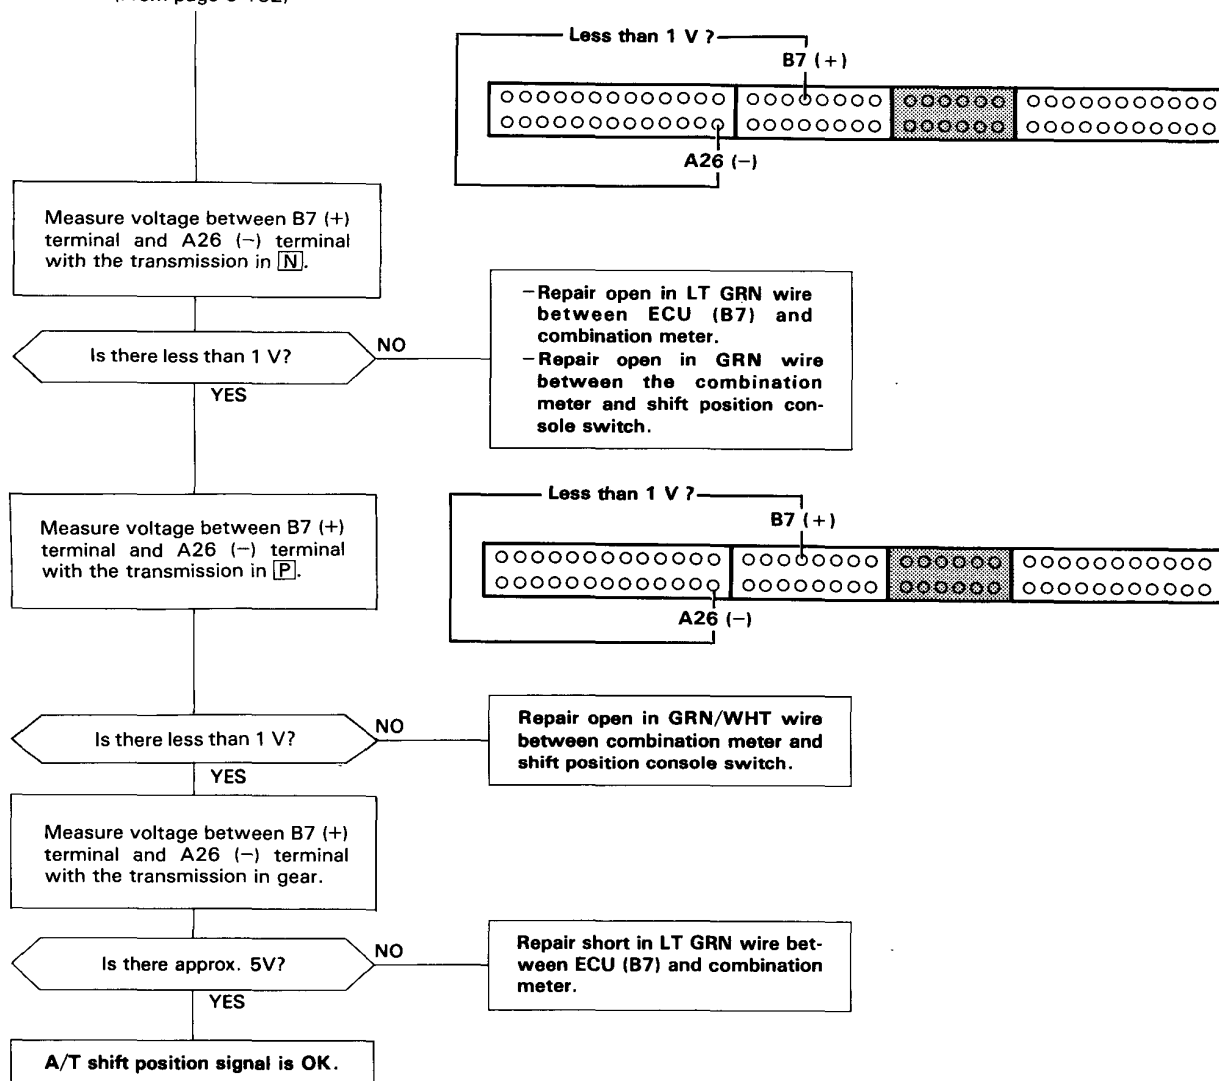 Less than 1 V ?
B7 (+)
A26 (−)
Measure voltage between B7 (+)
terminal and A26 (−) terminal
with the transmission in N.
Is there less than 1 V?
NO
YES
−Repair open in LT GRN wire
between ECU (B7) and
combination meter.
−Repair open in GRN wire
between the combination
meter and shift position con-
sole switch.
Less than 1 V ?
B7 (+)
A26 (−)
Measure voltage between B7 (+)
terminal and A26 (−) terminal
with the transmission in P.
Is there less than 1 V?
NO
YES
Repair open in GRN/WHT wire
between combination meter and
shift position console switch.
Measure voltage between B7 (+)
terminal and A26 (−) terminal
with the transmission in gear.
Is there approx. 5V?
NO
YES
Repair short in LT GRN wire bet-
ween ECU (B7) and combination
meter.
A/T shift position signal is OK.